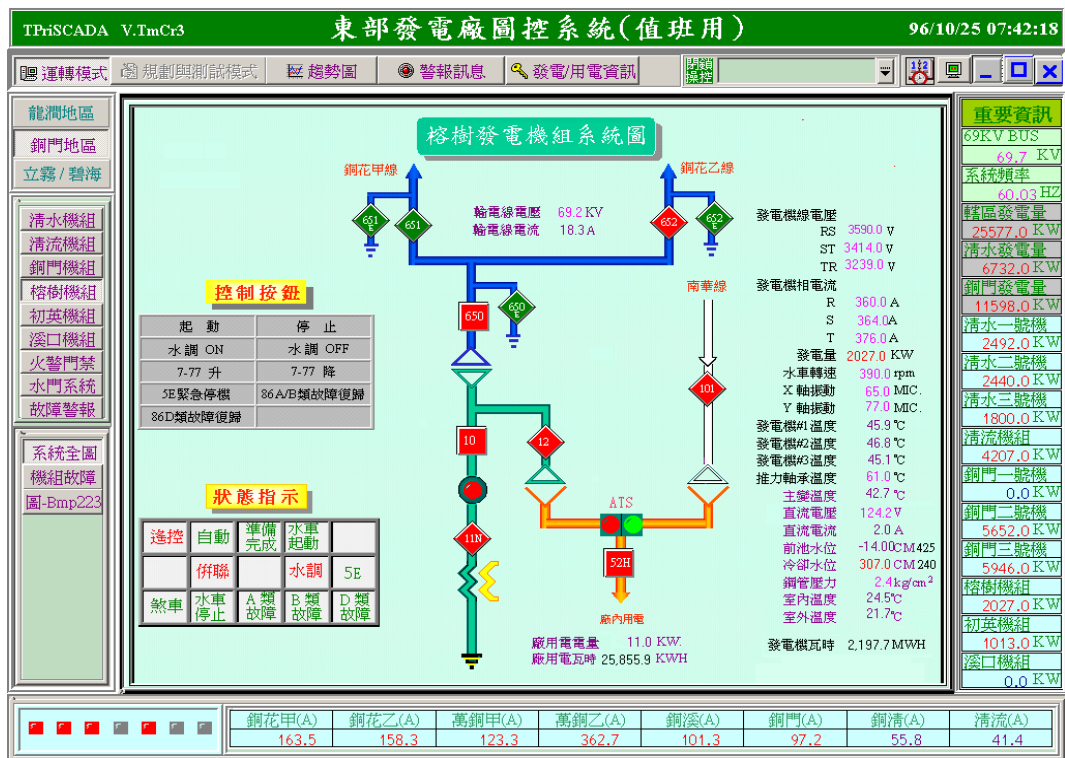 TPriSCADA V.TmCr3 東部發電廠圖控系統(值班用) 96/10/25 07:42:18
運轉模式 規劃與測試模式 趨勢圖 警報訊息 發電/用電資訊 閉鎖操控
龍澗地區
銅門地區
立霧/碧海
清水機組
清流機組
銅門機組
榕樹機組
初英機組
溪口機組
火警門禁
水門系統
故障警報
系統全圖
機組故障
圖-Bmp223
榕樹發電機組系統圖
銅花甲線 銅花乙線
651E 651 652 652E
輸電線電壓 69.2 KV
輸電線電流 18.3 A
650 650E
南華線
101
10 12
11N
ATS
52H
廠內用電
廠用電電量 11.0 KW.
廠用電瓦時 25,855.9 KWH
控制按鈕
起動 停止
水調 ON 水調 OFF
7-77 升 7-77 降
5E緊急停機 86A/B類故障復歸
86D類故障復歸
狀態指示
遙控 自動 準備完成 水車起動
併聯 水調 5E
煞車 水車停止 A類故障 B類故障 D類故障
發電機線電壓
RS 3590.0 V
ST 3414.0 V
TR 3239.0 V
發電機相電流
R 360.0 A
S 364.0A
T 376.0 A
發電量 2027.0 KW
水車轉速 390.0 rpm
X 軸振動 65.0 MIC.
Y 軸振動 77.0 MIC.
發電機#1溫度 45.9 ℃
發電機#2溫度 46.8 ℃
發電機#3溫度 45.1 ℃
推力軸承溫度 61.0 ℃
主變溫度 42.7 ℃
直流電壓 124.2 V
直流電流 2.0 A
前池水位 -14.00CM 425
冷卻水位 307.0 CM 240
鋼管壓力 2.4 kg/cm²
室內溫度 24.5℃
室外溫度 21.7℃
發電機瓦時 2,197.7 MWH
重要資訊
69KV BUS
69.7 KV
系統頻率
60.03 HZ
轄區發電量
25577.0 KW
清水發電量
6732.0 KW
銅門發電量
11598.0 KW
清水一號機
2492.0 KW
清水二號機
2440.0 KW
清水三號機
1800.0 KW
清流機組
4207.0 KW
銅門一號機
0.0 KW
銅門二號機
5652.0 KW
銅門三號機
5946.0 KW
榕樹機組
2027.0 KW
初英機組
1013.0 KW
溪口機組
0.0 KW
銅花甲(A) 銅花乙(A) 萬銅甲(A) 萬銅乙(A) 銅溪(A) 銅門(A) 銅清(A) 清流(A)
163.5 158.3 123.3 362.7 101.3 97.2 55.8 41.4